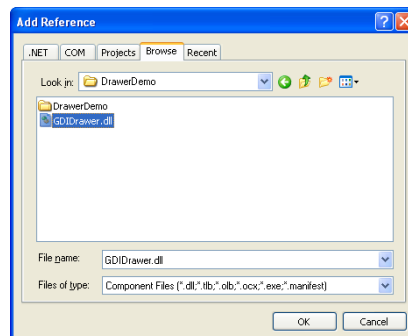 Add Reference
.NET COM Projects Browse Recent
Look in: DrawerDemo
DrawerDemo
GDIDrawer.dll
File name: GDIDrawer.dll
Files of type: Component Files (*.dll;*.tlb;*.olb;*.ocx;*.exe;*.manifest)
OK Cancel